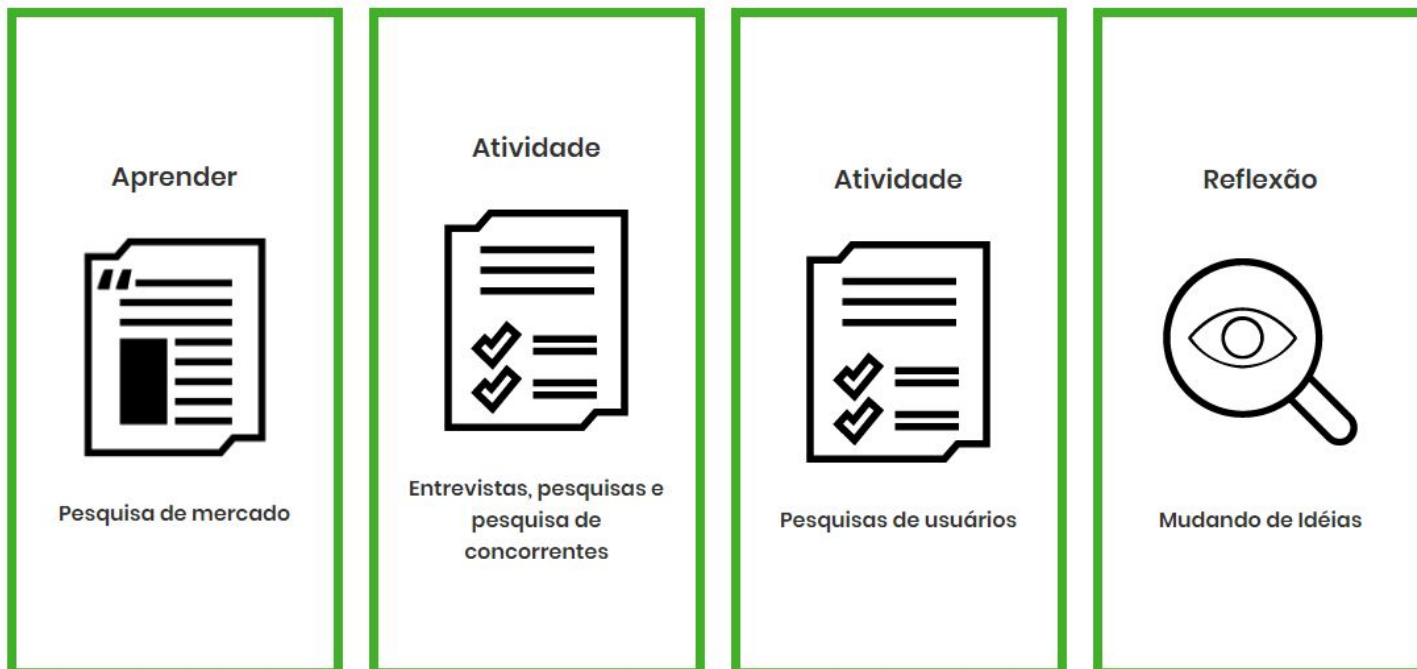 Aprender
Pesquisa de mercado
Atividade
Entrevistas, pesquisas e
pesquisa de
concorrentes
Atividade
Pesquisas de usuários
Reflexão
Mudando de Idéias